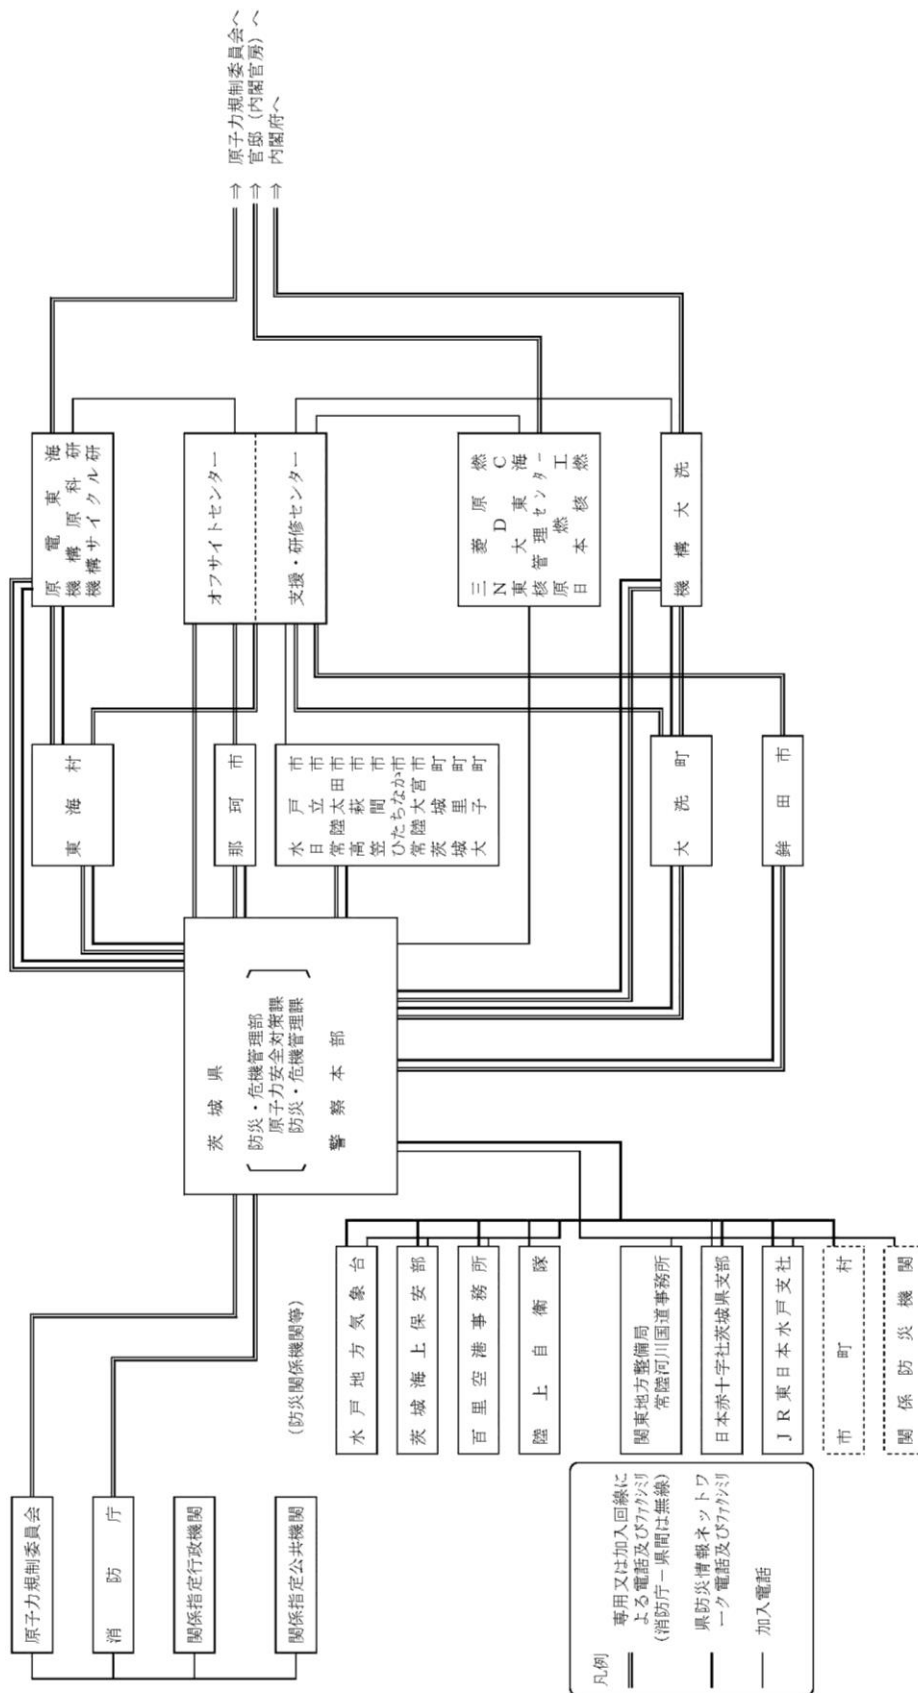 原子力規制委員会
消防庁
関係指定行政機関
関係指定公共機関
茨城県
防災・危機管理部
原子力安全対策課
防災・危機管理課
警察本部
東海村
那珂市
水戸市
日立市
常陸太田市
高萩市
笠間市
ひたちなか市
常陸大宮市
茨城町
城里町
大子町
大洗町
鉾田市
原電東海
機構原科研
機構サイクル研
オフサイトセンター
支援・研修センター
三菱原燃
NDC
東大東海
核管理センター
原燃工
日本核燃
機構大洗
⇒ 原子力規制委員会へ
⇒ 官邸（内閣官房）へ
⇒ 内閣府へ
(防災関係機関等)
水戸地方気象台
茨城海上保安部
百里空港事務所
陸上自衛隊
関東地方整備局
常陸河川国道事務所
日本赤十字社茨城県支部
JR東日本水戸支社
市町村
関係防災機関
凡例
専用又は加入回線に
よる電話及びファクシミリ
(消防庁－県間は無線)
県防災情報ネットワ
ーク電話及びファクシミリ
加入電話